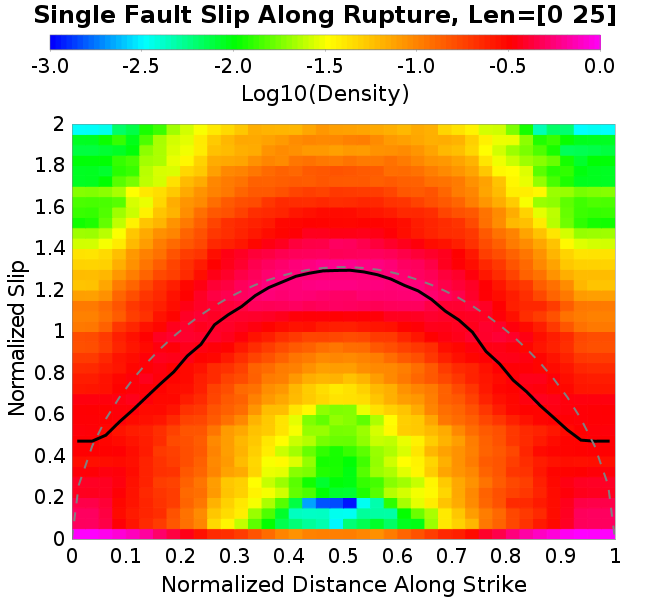 Single Fault Slip Along Rupture, Len=[0 25]
-3.0 -2.5 -2.0 -1.5 -1.0 -0.5 0.0
Log10(Density)
2
1.8
1.6
1.4
1.2
1
0.8
0.6
0.4
0.2
0
Normalized Slip
0 0.1 0.2 0.3 0.4 0.5 0.6 0.7 0.8 0.9 1
Normalized Distance Along Strike